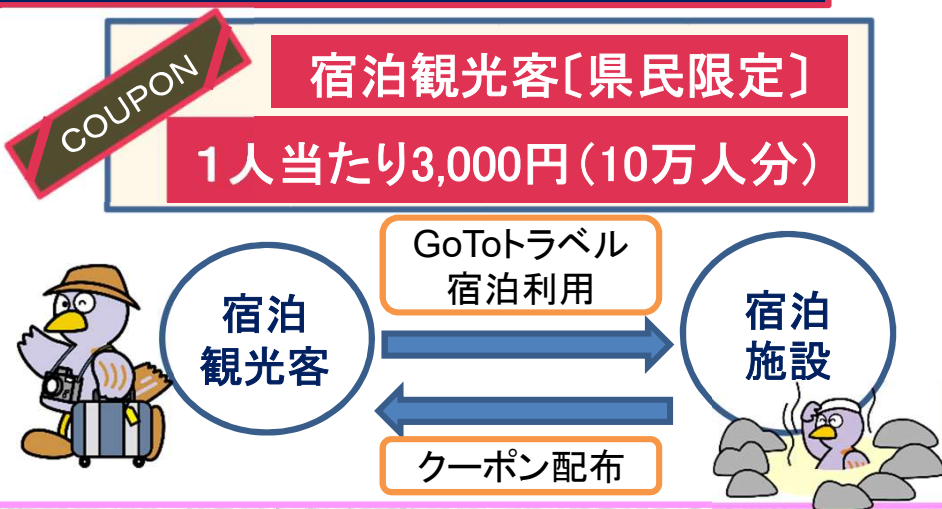 COUPON
宿泊観光客〔県民限定〕
１人当たり3,000円（10万人分）
GoToトラベル
宿泊利用
宿泊
観光客
宿泊
施設
クーポン配布